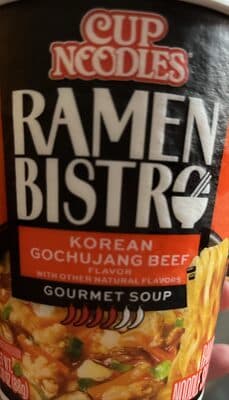 CUP
NOODLES
RAMEN
BISTRO
KOREAN
GOCHUJANG BEEF
FLAVOR
WITH OTHER NATURAL FLAVORS
GOURMET SOUP